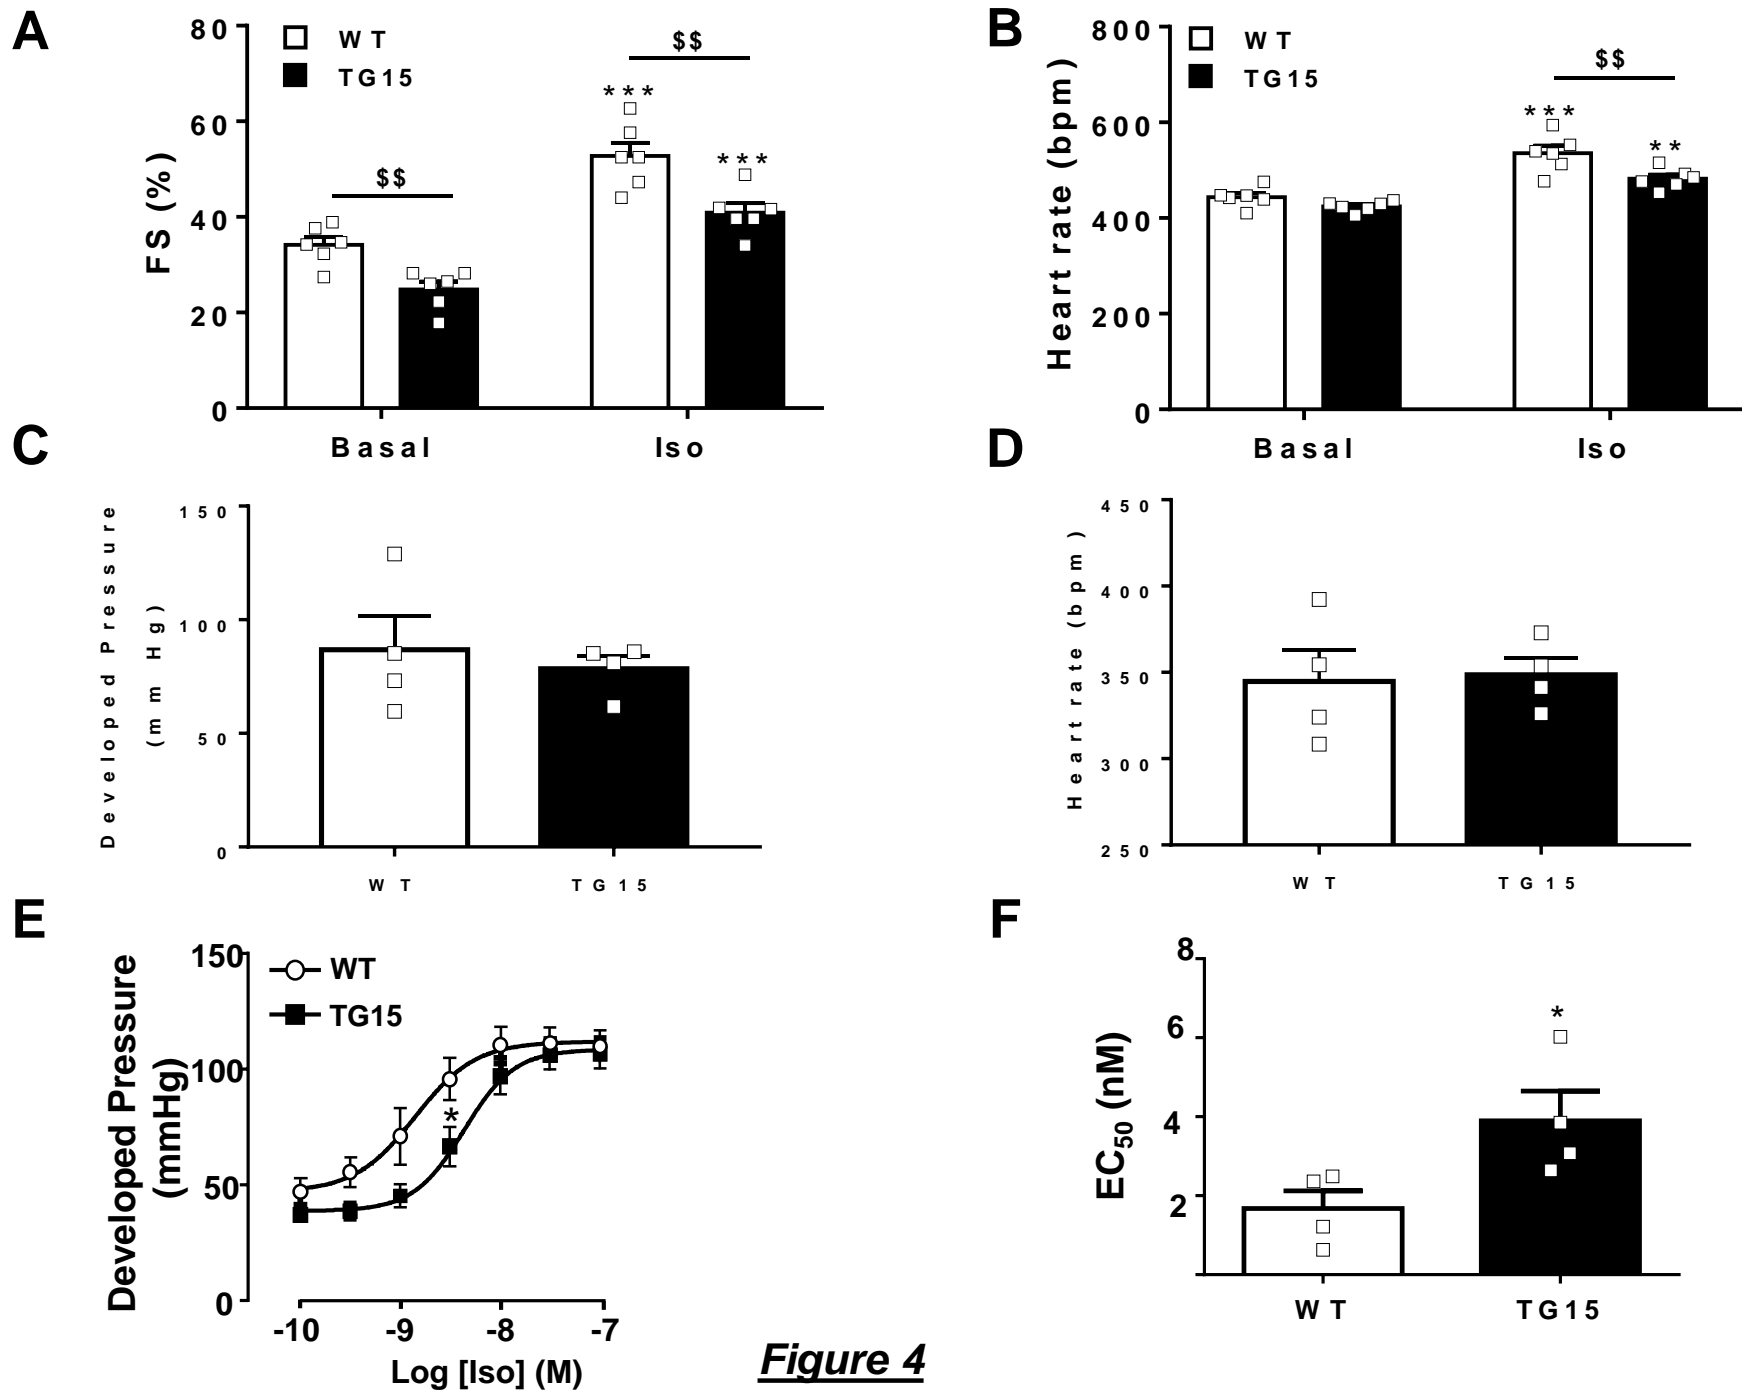 A
FS (%)
80
60
40
20
0
WT
TG15
$$
$$
***
***
Basal
Iso
B
Heart rate (bpm)
800
600
400
200
0
WT
TG15
$$
***
**
Basal
Iso
C
Developed Pressure
(mm Hg)
150
100
50
0
WT
TG15
D
Heart rate (bpm)
450
400
350
300
250
WT
TG15
E
Developed Pressure
(mmHg)
150
100
50
0
WT
TG15
*
-10
-9
-8
-7
Log [Iso] (M)
F
EC50 (nM)
8
6
4
2
*
WT
TG15
Figure 4